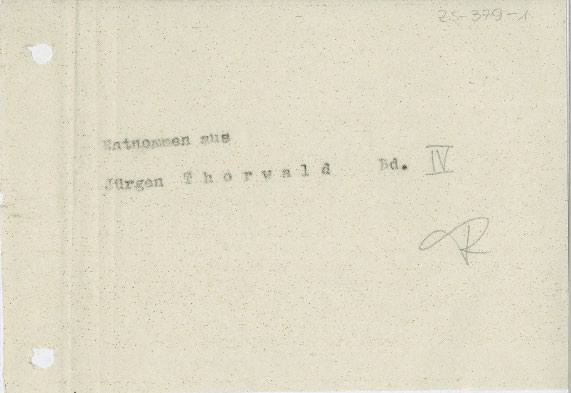 ZS-379-1
Entnommen aus
Jürgen Thorwald Bd. IV